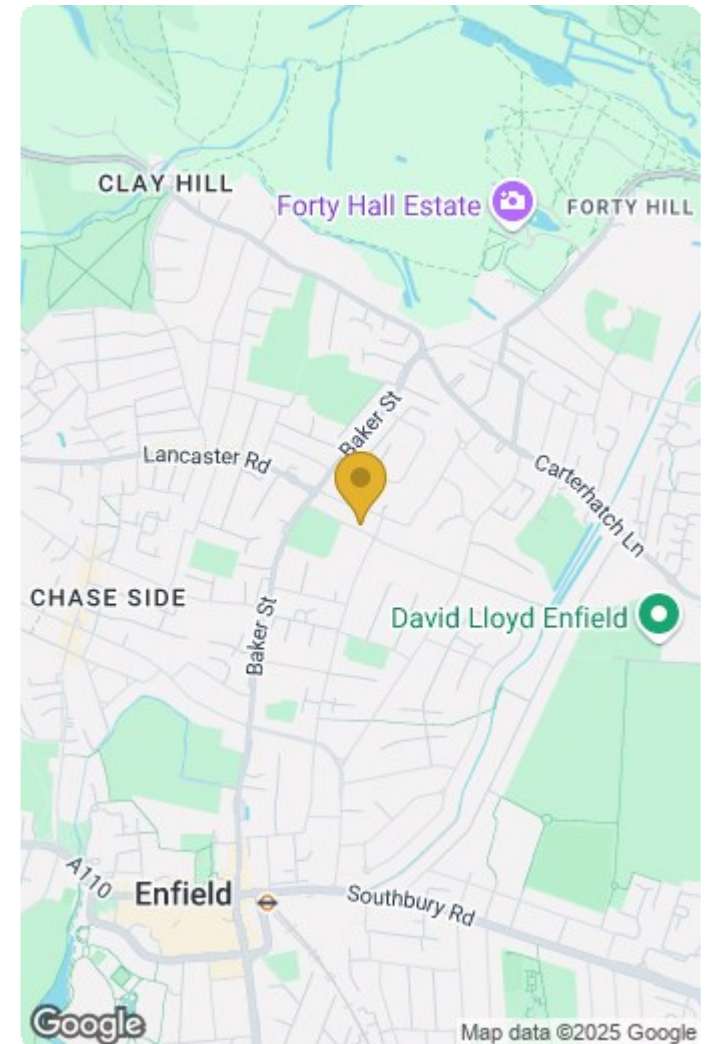 CLAY HILL
Forty Hall Estate
FORTY HILL
Baker St
Lancaster Rd
Carterhatch Ln
CHASE SIDE
David Lloyd Enfield
Baker St
A110
Enfield
Southbury Rd
Google
Map data ©2025 Google